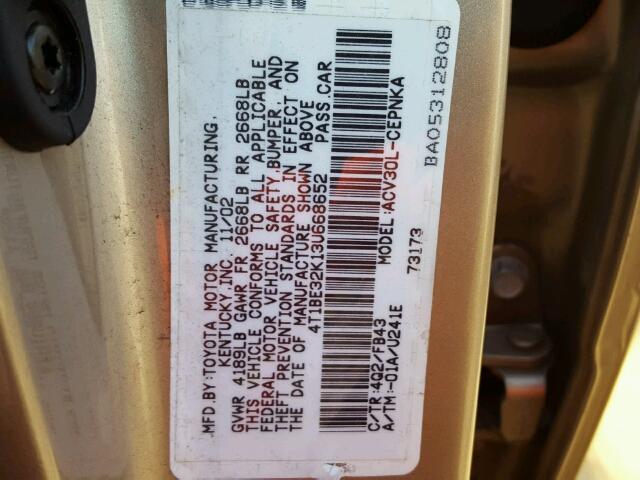 MFD. BY: TOYOTA MOTOR MANUFACTURING,
KENTUCKY, INC. 11/02
GVWR 4189LB GAWR FR 2668LB RR 2668LB
THIS VEHICLE CONFORMS TO ALL APPLICABLE
FEDERAL MOTOR VEHICLE SAFETY, BUMPER, AND
THEFT PREVENTION STANDARDS IN EFFECT ON
THE DATE OF MANUFACTURE SHOWN ABOVE
4T1BE32K13U668652 PASS.CAR
C/TR:4Q2/FB43 MODEL:ACV30L-CEPNKA
A/TM:-01A/U241E 73173
BA05312808